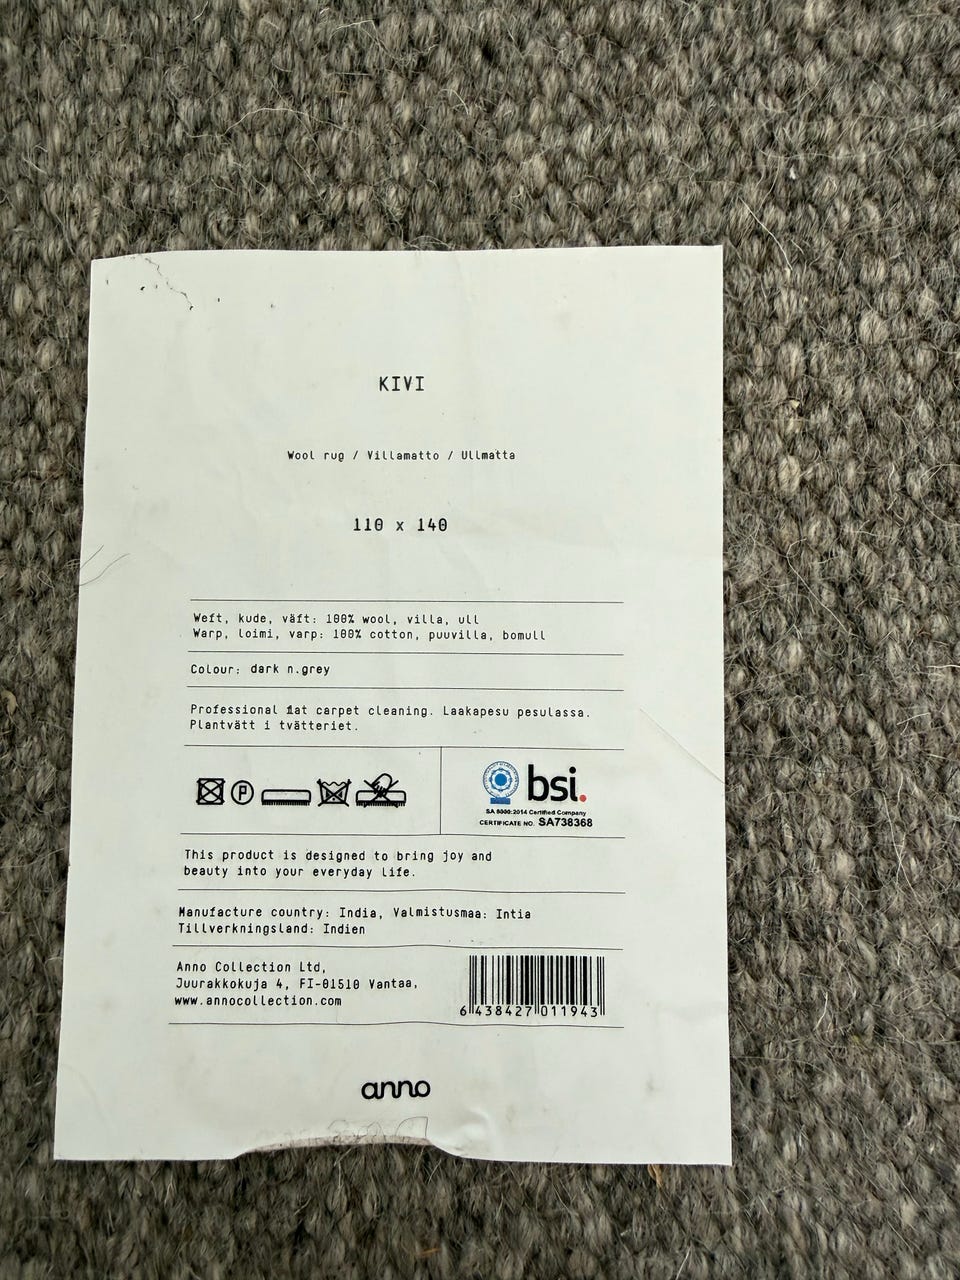 KIVI
Wool rug / Villamatto / Ullmatta
110 x 140
Weft, kude, väft: 100% wool, villa, ull
Warp, loimi, varp: 100% cotton, puuvilla, bomull
Colour: dark n.grey
Professional flat carpet cleaning. Laakapesu pesulassa.
Plantvätt i tvätteriet.
P
bsi.
SA 8000:2014 Certified Company
CERTIFICATE NO. SA738368
This product is designed to bring joy and
beauty into your everyday life.
Manufacture country: India, Valmistusmaa: Intia
Tillverkningsland: Indien
Anno Collection Ltd,
Juurakkokuja 4, FI-01510 Vantaa,
www.annocollection.com
6 438427 011943
anno